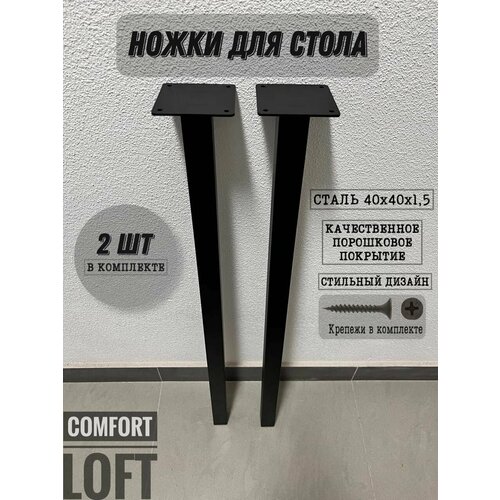 НОЖКИ ДЛЯ СТОЛА
2 ШТ
В КОМПЛЕКТЕ
СТАЛЬ 40х40х1,5
КАЧЕСТВЕННОЕ
ПОРОШКОВОЕ
ПОКРЫТИЕ
СТИЛЬНЫЙ ДИЗАЙН
Крепежи в комплекте
COMFORT
LOFT